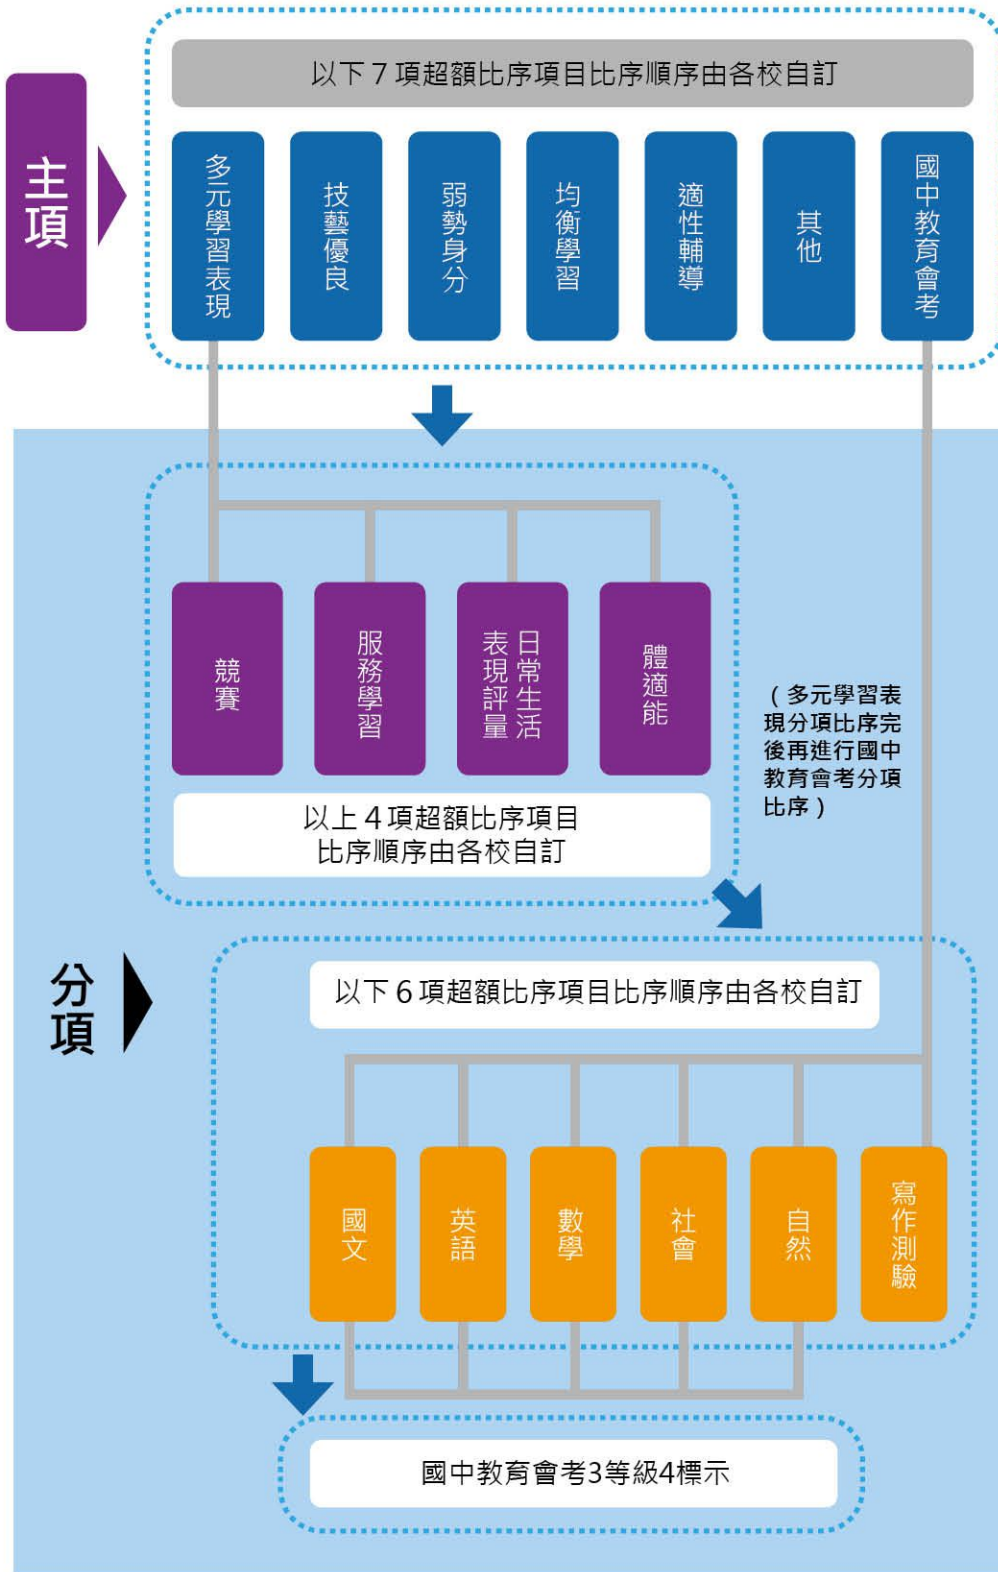 主項
以下7項超額比序項目比序順序由各校自訂
多元學習表現
技藝優良
弱勢身分
均衡學習
適性輔導
其他
國中教育會考
競賽
服務學習
日常生活
表現評量
體適能
以上4項超額比序項目
比序順序由各校自訂
(多元學習表
現分項比序完
後再進行國中
教育會考分項
比序)
分項
以下6項超額比序項目比序順序由各校自訂
國文
英語
數學
社會
自然
寫作測驗
國中教育會考3等級4標示